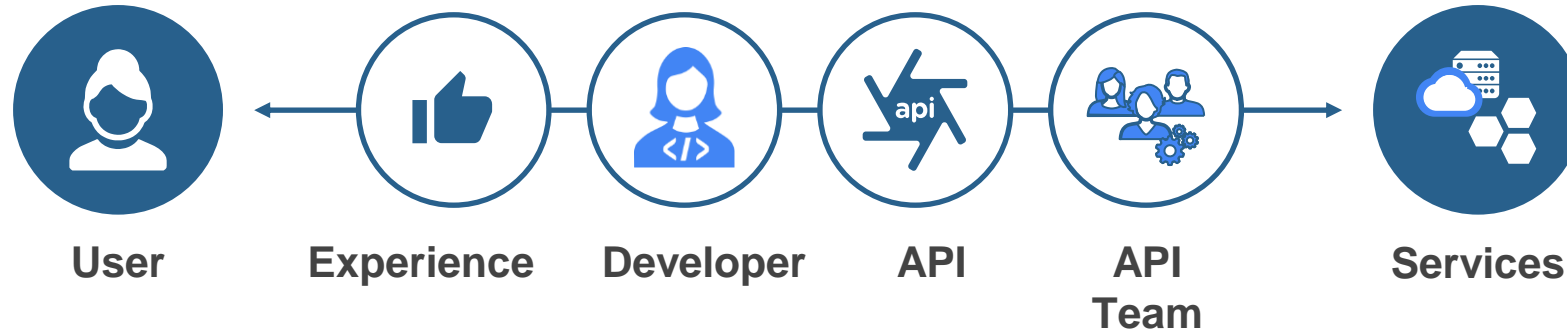 </>
api
User
Experience
Developer
API
API
Team
Services